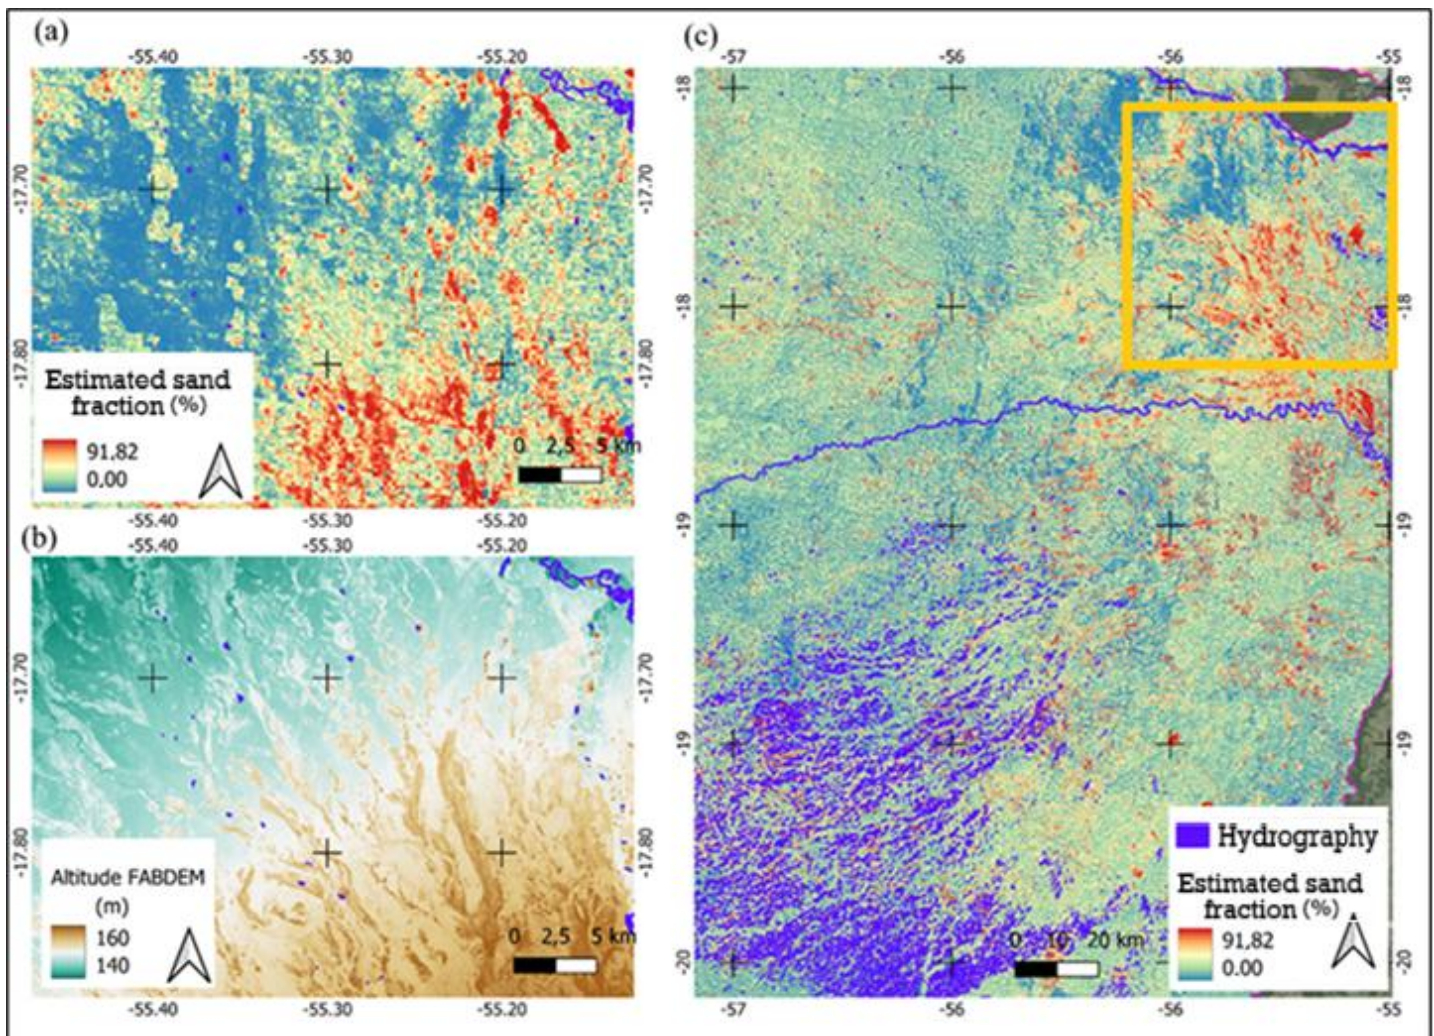 (a)
-55.40 -55.30 -55.20
-17.70 -17.70
-17.80 -17.80
Estimated sand
fraction (%)
91.82
0.00
0 2,5 5 km
-55.40 -55.30 -55.20
(b)
-55.40 -55.30 -55.20
-17.70 -17.70
-17.80 -17.80
Altitude FABDEM
(m)
160
140
0 2,5 5 km
-55.40 -55.30 -55.20
(c)
-57 -56 -56 -55
-18 -18
-18 -18
-19 -19
-19 -19
-20 -20
Hydrography
Estimated sand
fraction (%)
91,82
0.00
0 10 20 km
-57 -56 -56 -55